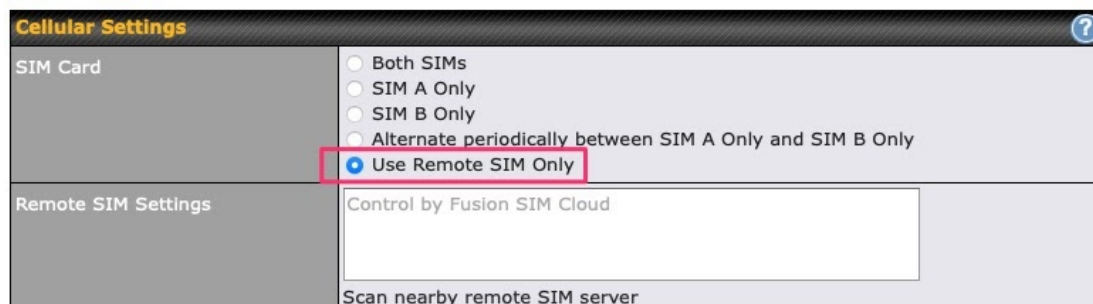 Cellular Settings
?
SIM Card
Both SIMs
SIM A Only
SIM B Only
Alternate periodically between SIM A Only and SIM B Only
Use Remote SIM Only
Remote SIM Settings
Control by Fusion SIM Cloud
Scan nearby remote SIM server